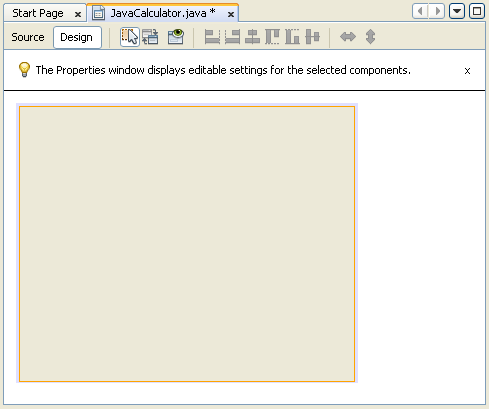 Start Page x JavaCalculator.java * x
Source Design
The Properties window displays editable settings for the selected components. x